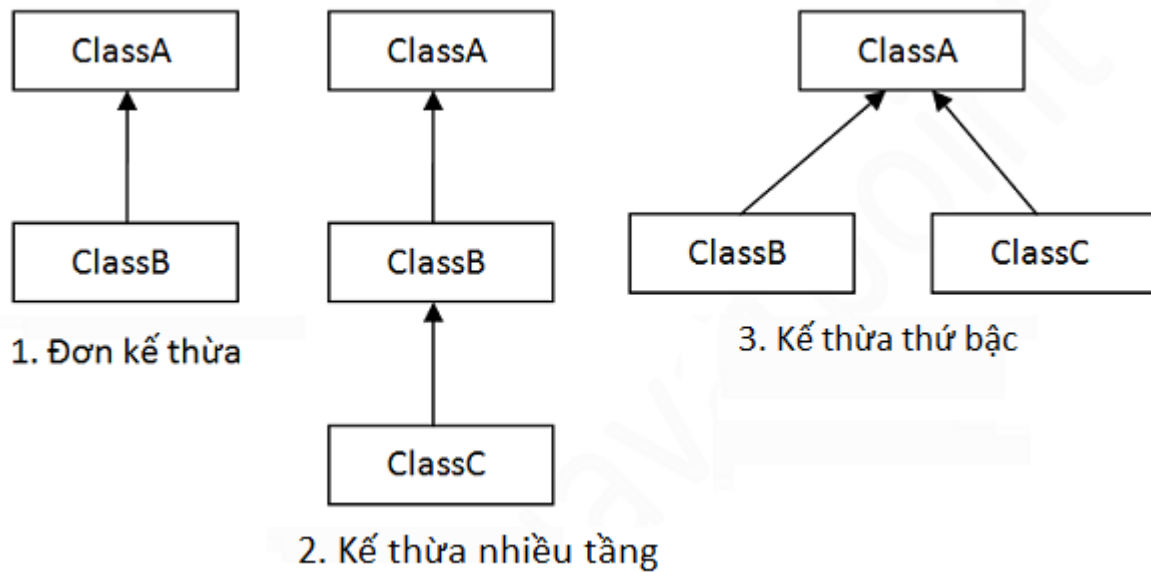 ClassA
ClassB
1. Đơn kế thừa
ClassA
ClassB
ClassC
2. Kế thừa nhiều tầng
ClassA
ClassB
ClassC
3. Kế thừa thứ bậc